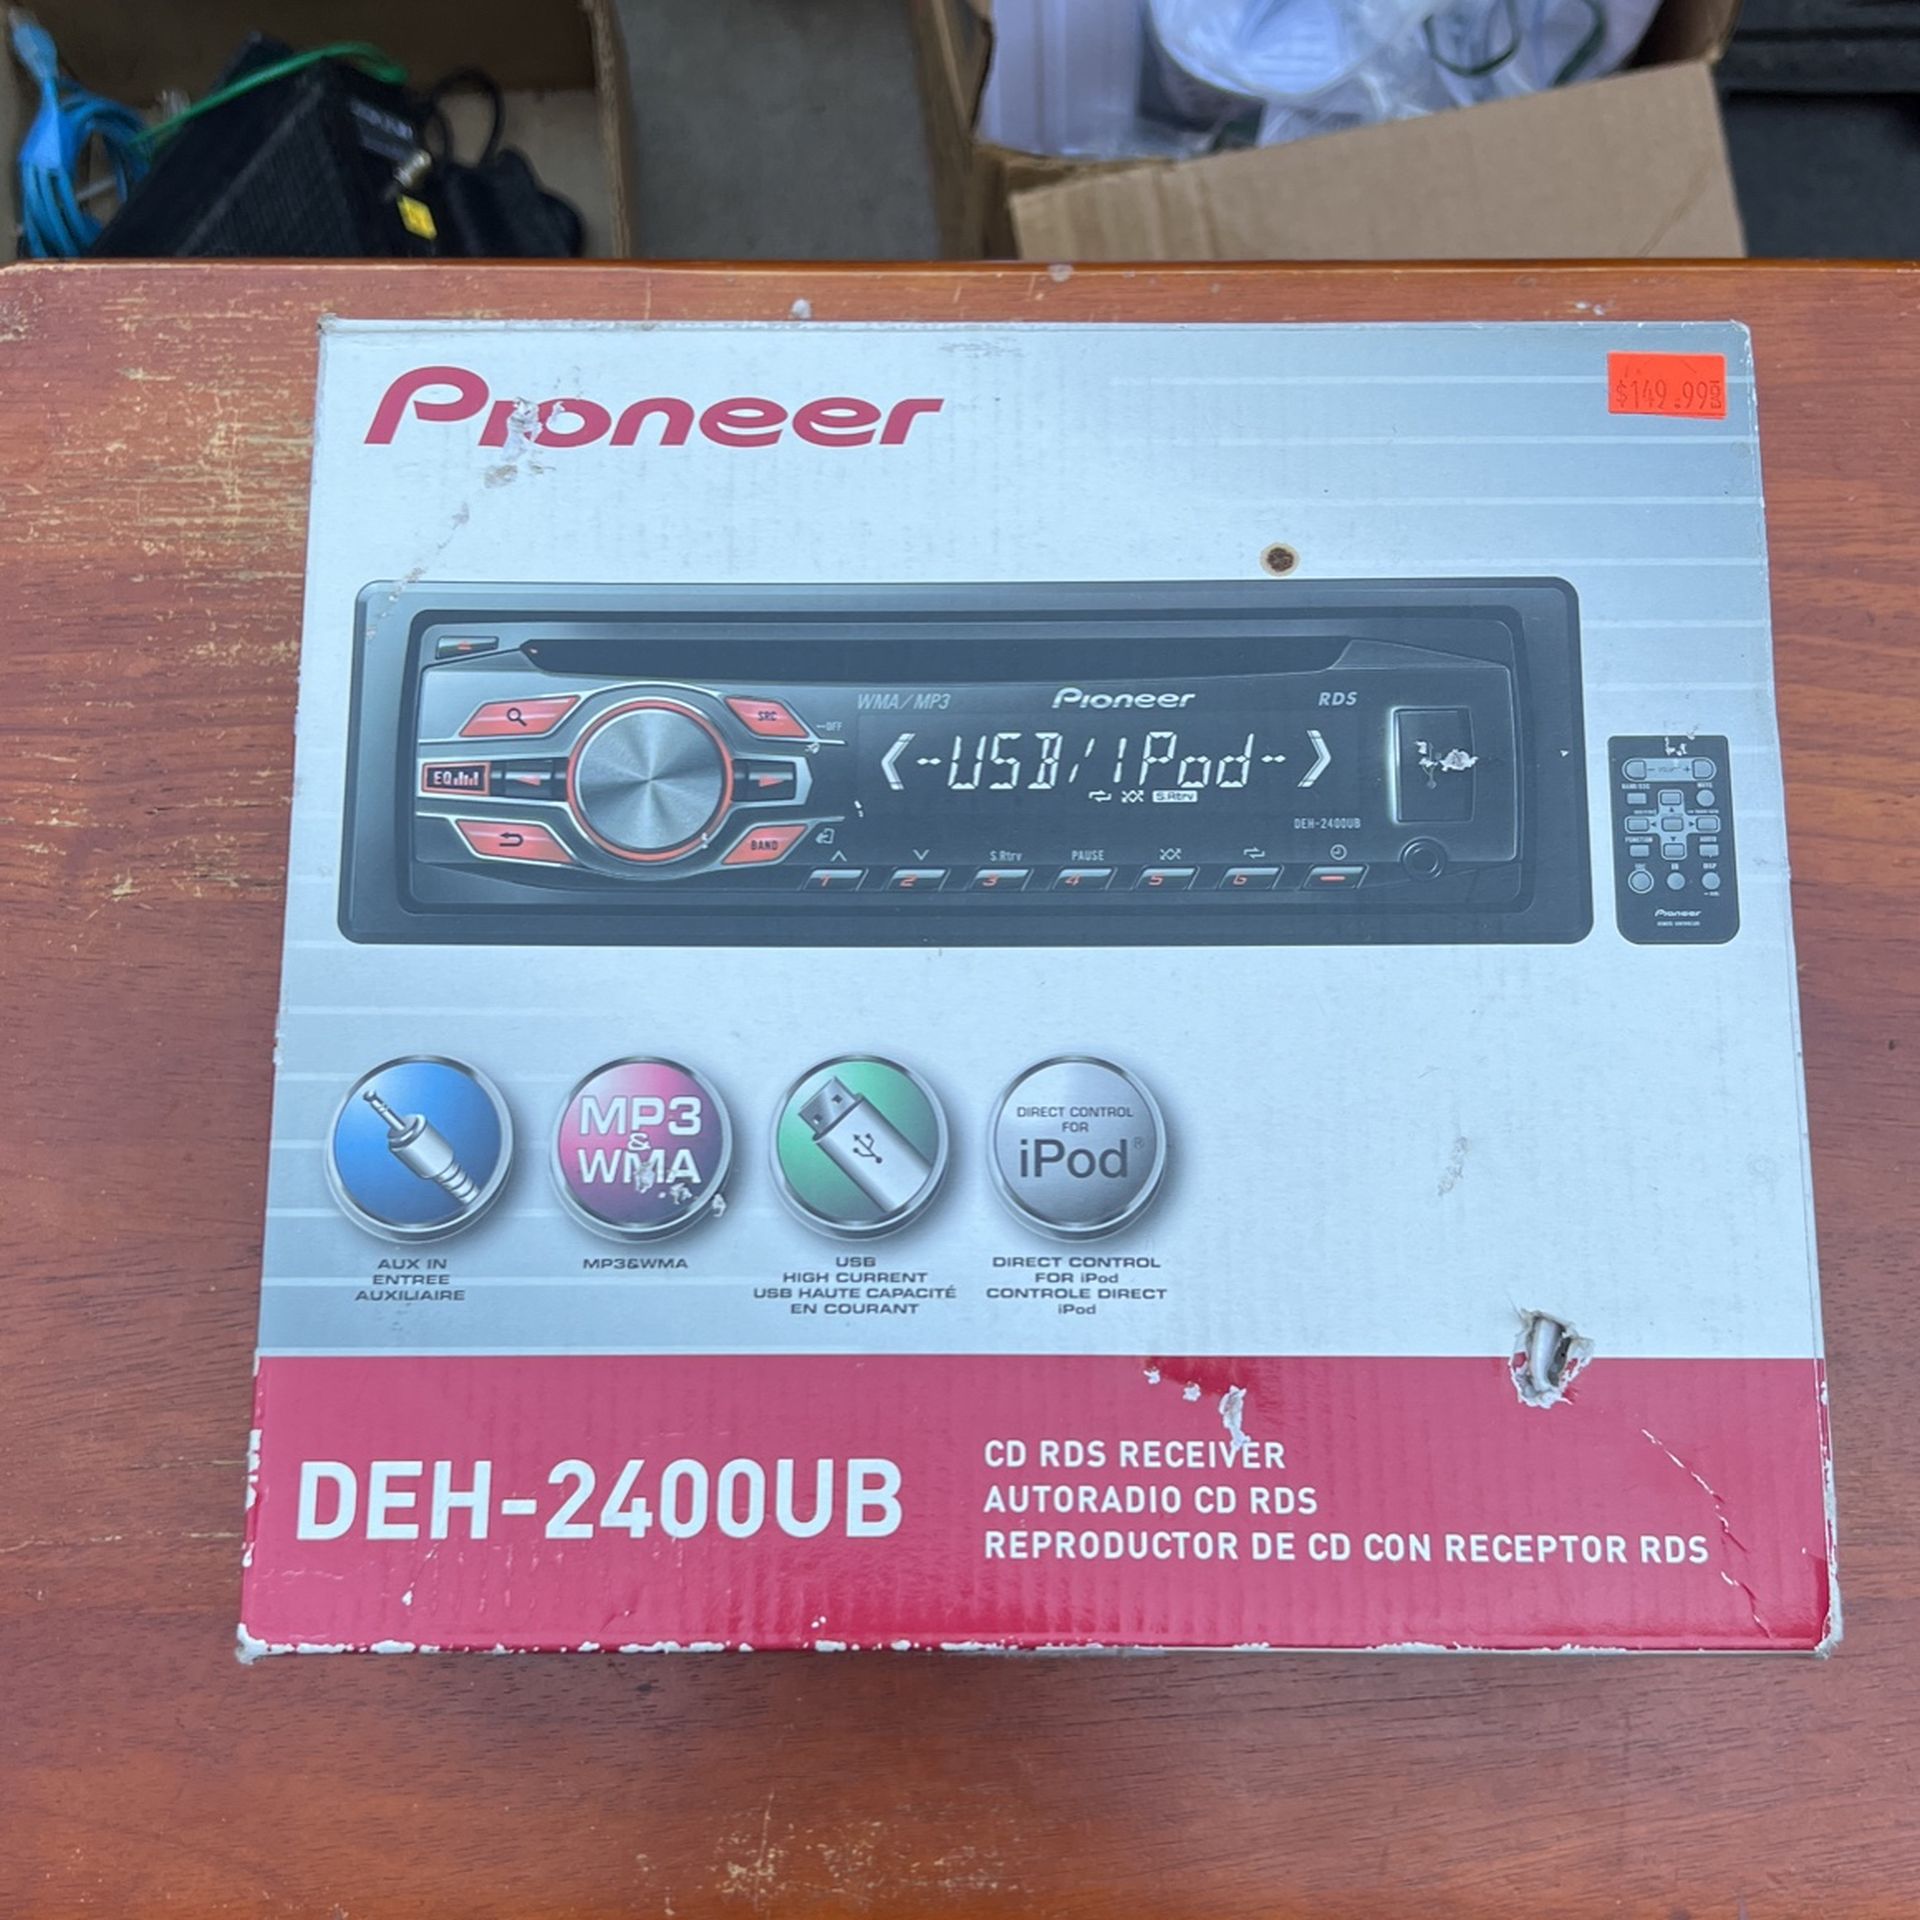 Pioneer
$149.99
WMA/MP3
Pioneer
RDS
SRC
OFF
-USB/iPod-
EQ
S.Rtrv
DEH-2400UB
BAND
S.Rtrv
PAUSE
1
2
3
4
5
6
Pioneer
MP3
&
WMA
DIRECT CONTROL
FOR
iPod®
AUX IN
ENTREE
AUXILIAIRE
MP3&WMA
USB
HIGH CURRENT
USB HAUTE CAPACITÉ
EN COURANT
DIRECT CONTROL
FOR iPod
CONTROLE DIRECT
iPod
DEH-2400UB
CD RDS RECEIVER
AUTORADIO CD RDS
REPRODUCTOR DE CD CON RECEPTOR RDS